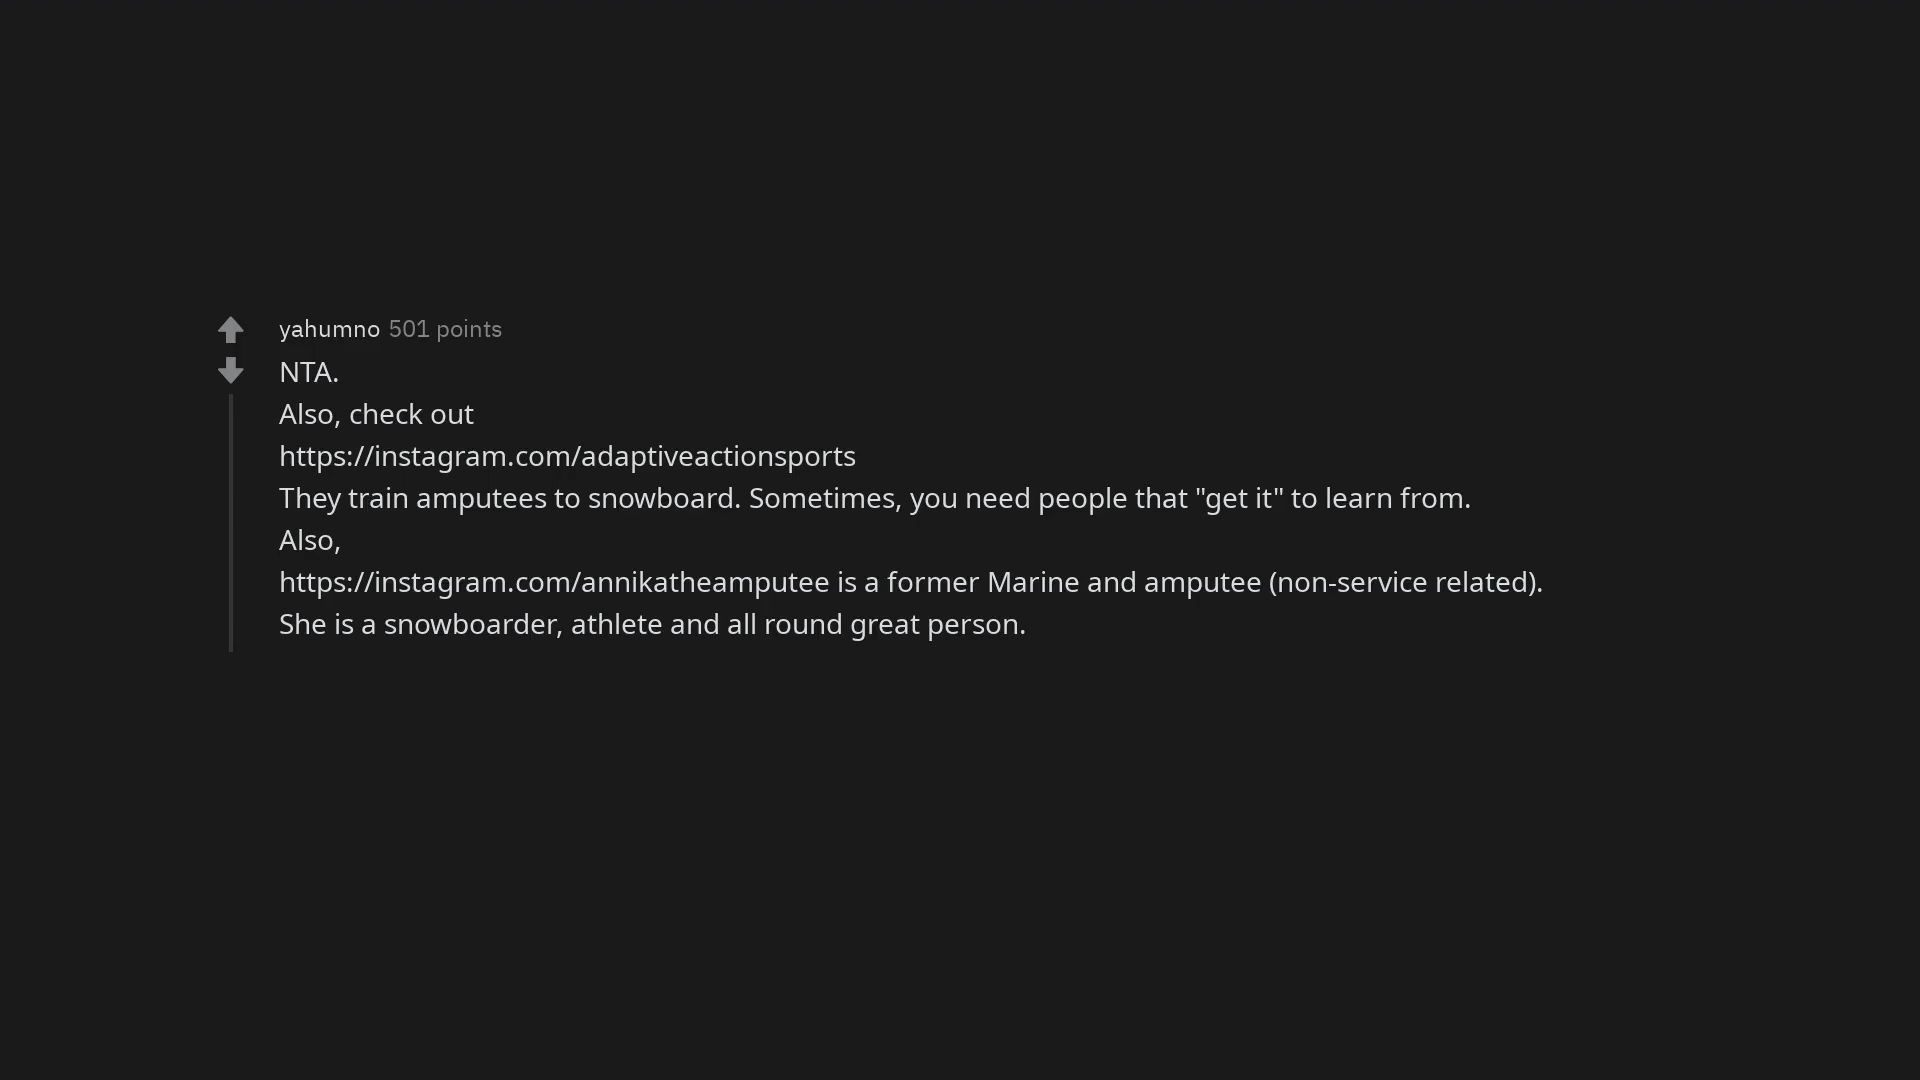 yahumno 501 points
NTA.
Also, check out
https://instagram.com/adaptiveactionsports
They train amputees to snowboard. Sometimes, you need people that "get it" to learn from.
Also,
https://instagram.com/annikatheamputee is a former Marine and amputee (non-service related).
She is a snowboarder, athlete and all round great person.